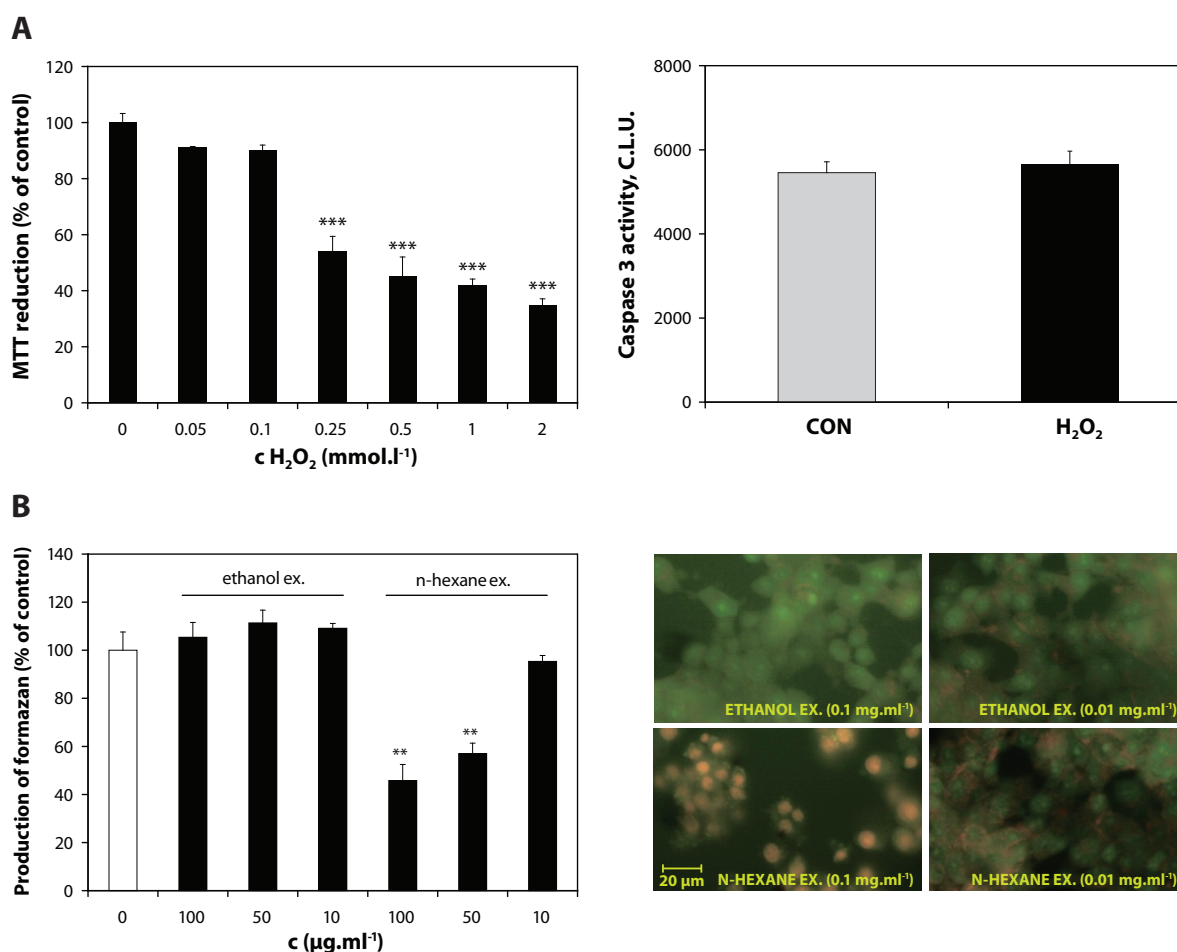 A
MTT reduction (% of control)
120
100
80
60
40
20
0
***
***
***
***
0 0.05 0.1 0.25 0.5 1 2
c H₂O₂ (mmol.l⁻¹)
Caspase 3 activity, C.L.U.
8000
6000
4000
2000
0
CON H₂O₂
B
Production of formazan (% of control)
140
120
100
80
60
40
20
0
ethanol ex. n-hexane ex.
**
**
0 100 50 10 100 50 10
c (µg.ml⁻¹)
ETHANOL EX. (0.1 mg.ml⁻¹)
ETHANOL EX. (0.01 mg.ml⁻¹)
20 µm
N-HEXANE EX. (0.1 mg.ml⁻¹)
N-HEXANE EX. (0.01 mg.ml⁻¹)